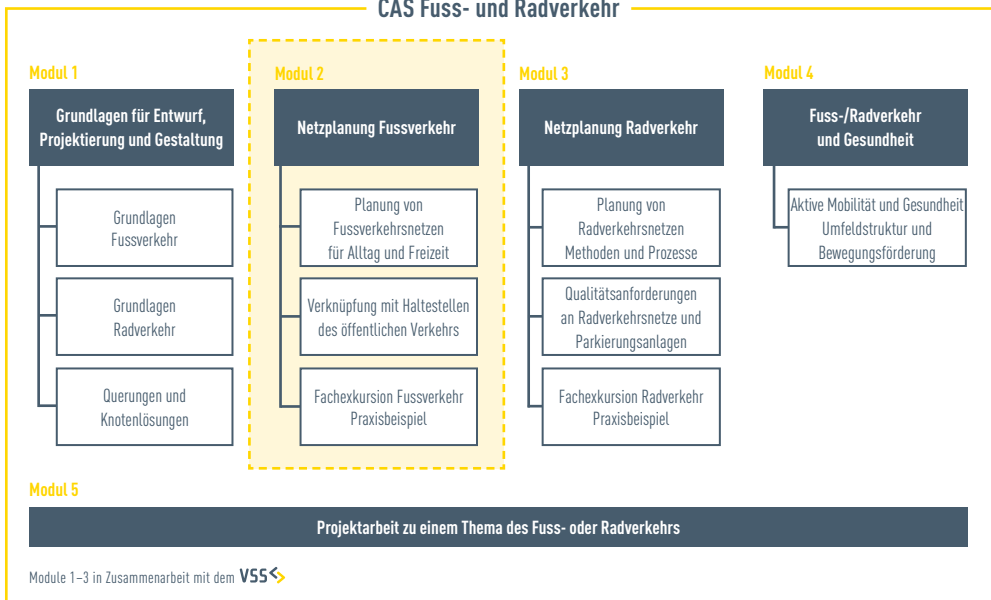 CAS Fuss- und Radverkehr
Modul 1
Grundlagen für Entwurf,
Projektierung und Gestaltung
Grundlagen
Fussverkehr
Grundlagen
Radverkehr
Querungen und
Knotenlösungen
Modul 2
Netzplanung Fussverkehr
Planung von
Fussverkehrsnetzen
für Alltag und Freizeit
Verknüpfung mit Haltestellen
des öffentlichen Verkehrs
Fachexkursion Fussverkehr
Praxisbeispiel
Modul 3
Netzplanung Radverkehr
Planung von
Radverkehrsnetzen
Methoden und Prozesse
Qualitätsanforderungen
an Radverkehrsnetze und
Parkierungsanlagen
Fachexkursion Radverkehr
Praxisbeispiel
Modul 4
Fuss-/Radverkehr
und Gesundheit
Aktive Mobilität und Gesundheit
Umfeldstruktur und
Bewegungsförderung
Modul 5
Projektarbeit zu einem Thema des Fuss- oder Radverkehrs
Module 1–3 in Zusammenarbeit mit dem VSS